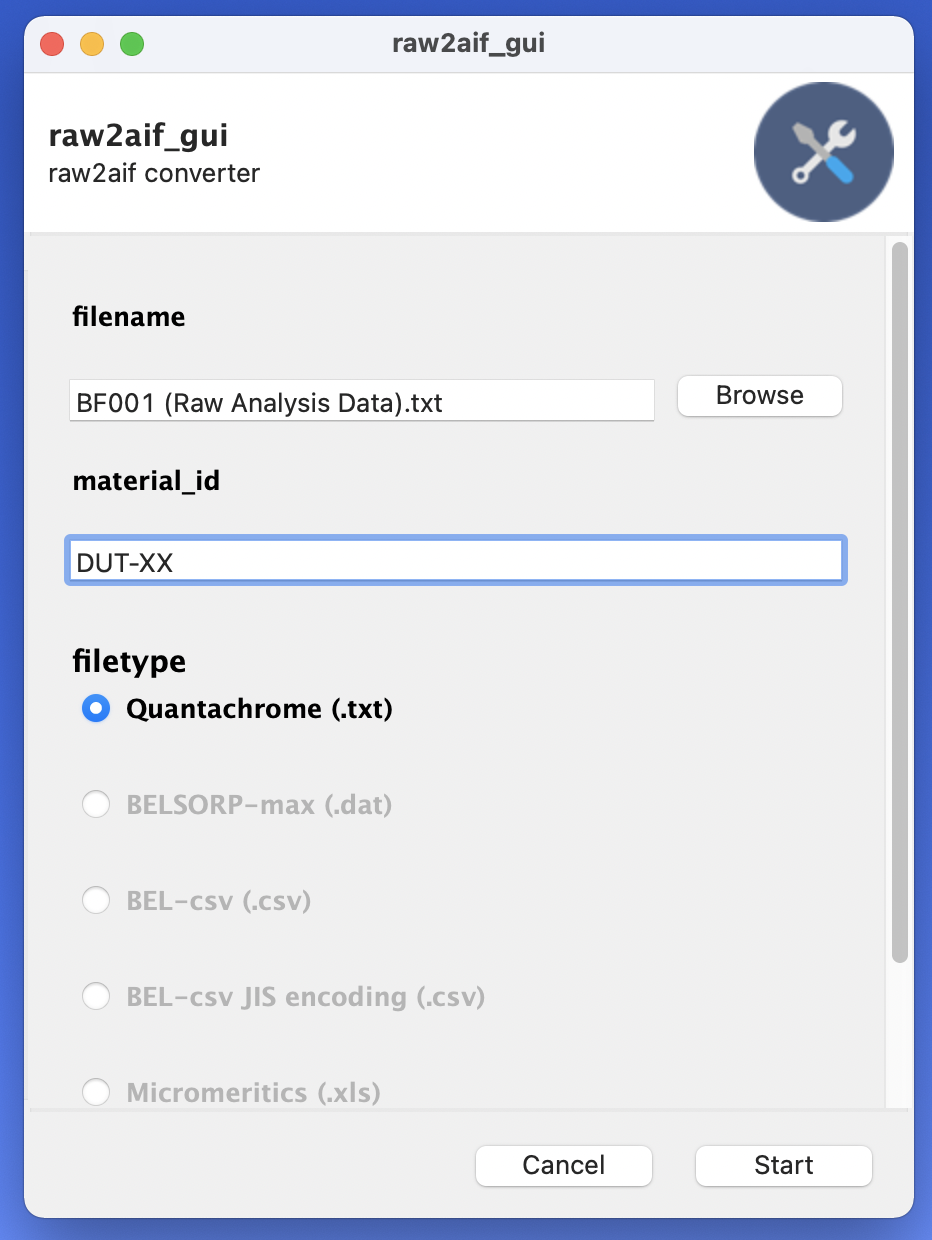 raw2aif_gui
raw2aif_gui
raw2aif converter
filename
BF001 (Raw Analysis Data).txt
Browse
material_id
DUT-XX
filetype
Quantachrome (.txt)
BELSORP-max (.dat)
BEL-csv (.csv)
BEL-csv JIS encoding (.csv)
Micromeritics (.xls)
Cancel
Start